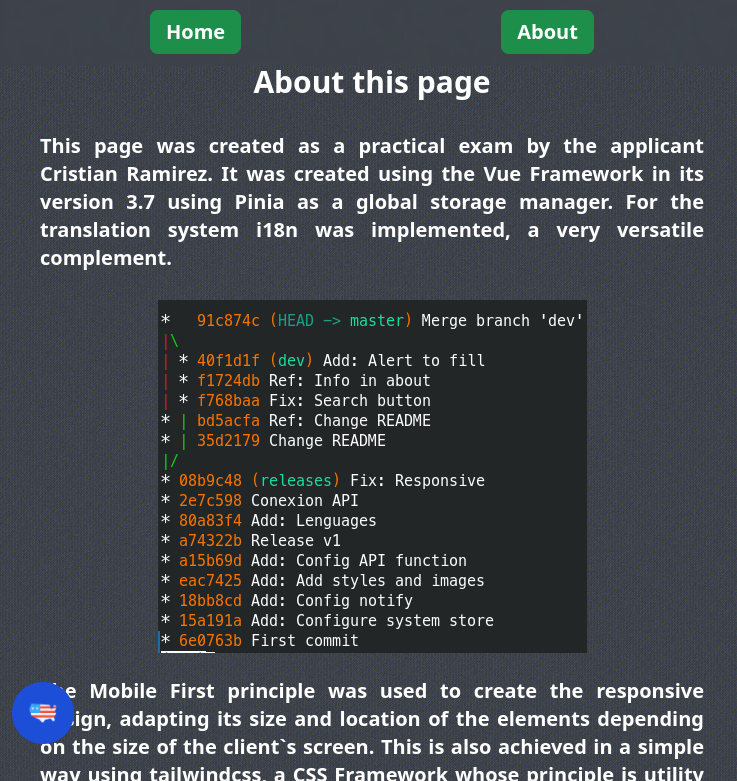 Home About
About this page
This page was created as a practical exam by the applicant
Cristian Ramirez. It was created using the Vue Framework in its
version 3.7 using Pinia as a global storage manager. For the
translation system i18n was implemented, a very versatile
complement.
*   91c874c (HEAD -> master) Merge branch 'dev'
|\
| * 40f1d1f (dev) Add: Alert to fill
| * f1724db Ref: Info in about
| * f768baa Fix: Search button
* | bd5acfa Ref: Change README
* | 35d2179 Change README
|/
* 08b9c48 (releases) Fix: Responsive
* 2e7c598 Conexion API
* 80a83f4 Add: Lenguages
* a74322b Release v1
* a15b69d Add: Config API function
* eac7425 Add: Add styles and images
* 18bb8cd Add: Config notify
* 15a191a Add: Configure system store
* 6e0763b First commit
The Mobile First principle was used to create the responsive
design, adapting its size and location of the elements depending
on the size of the client`s screen. This is also achieved in a simple
way using tailwindcss, a CSS Framework whose principle is utility